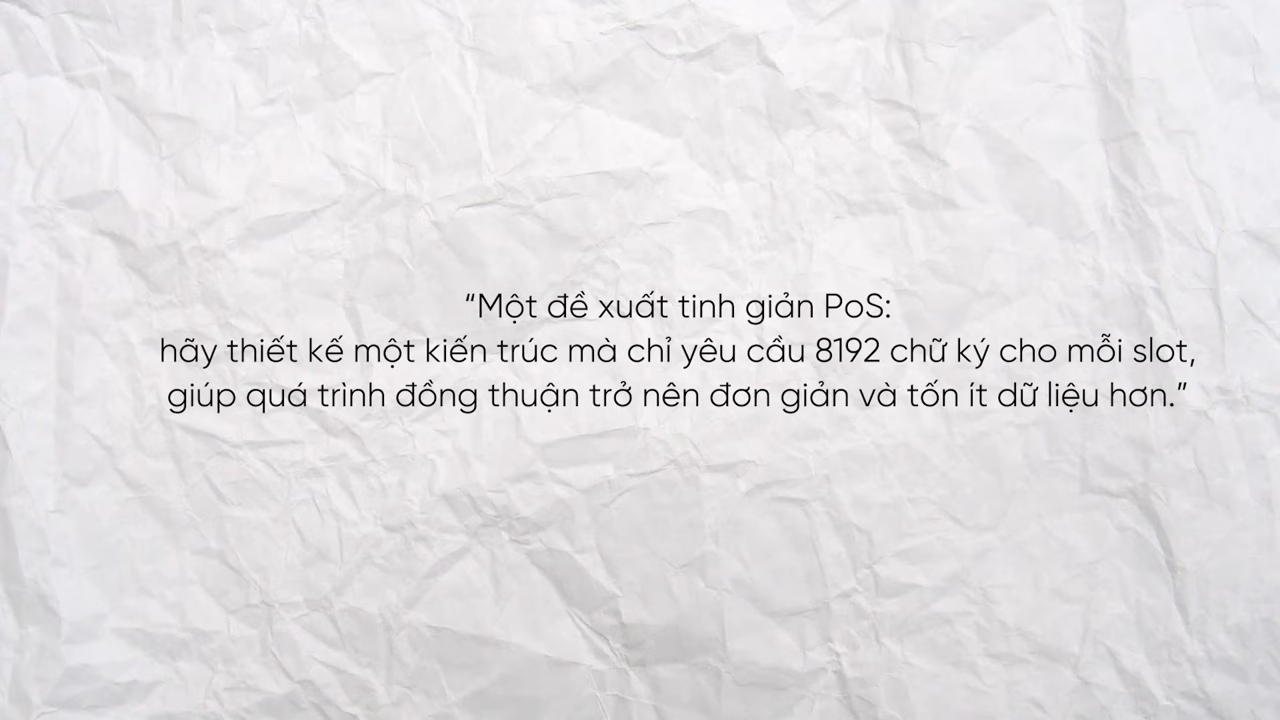 “Một đề xuất tinh giản PoS:
hãy thiết kế một kiến trúc mà chỉ yêu cầu 8192 chữ ký cho mỗi slot,
giúp quá trình đồng thuận trở nên đơn giản và tốn ít dữ liệu hơn.”